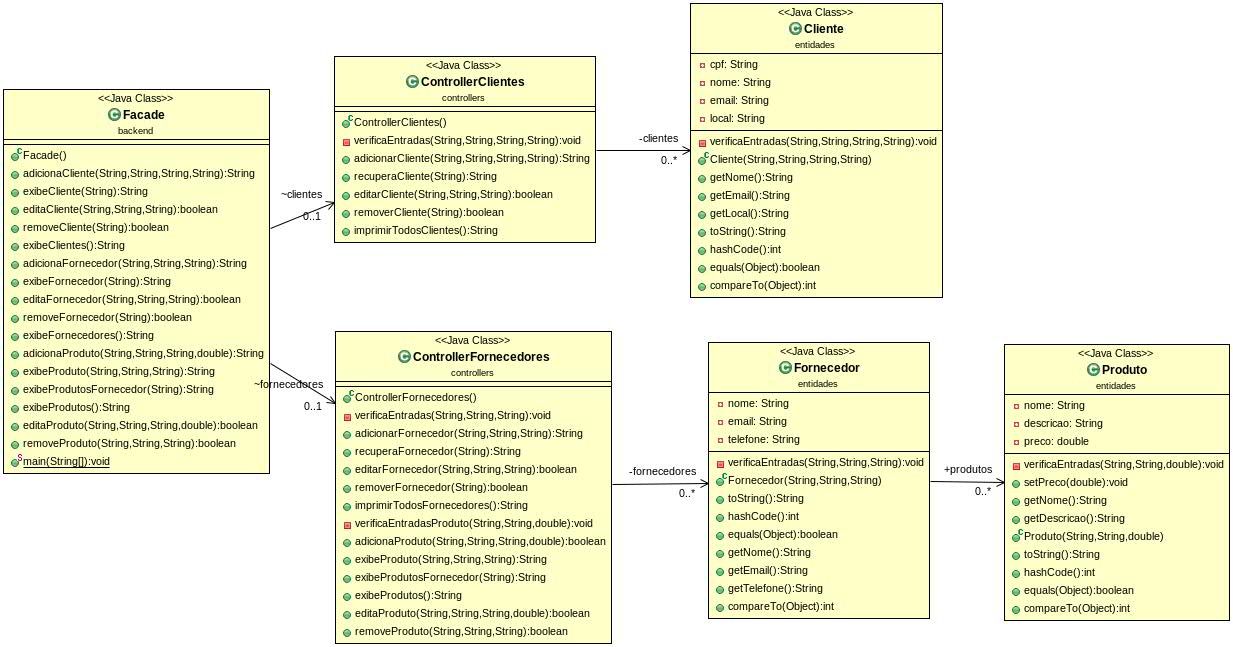 <<Java Class>>
Facade
backend
Facade()
adicionaCliente(String,String,String,String):String
exibeCliente(String):String
editaCliente(String,String,String):boolean
removeCliente(String):boolean
exibeClientes():String
adicionaFornecedor(String,String,String):String
exibeFornecedor(String):String
editaFornecedor(String,String,String):boolean
removeFornecedor(String):boolean
exibeFornecedores():String
adicionaProduto(String,String,String,double):String
exibeProduto(String,String,String):String
exibeProdutosFornecedor(String):String
exibeProdutos():String
editaProduto(String,String,String,double):boolean
removeProduto(String,String,String):boolean
main(String[]):void
~clientes
0..1
~fornecedores
0..1
<<Java Class>>
ControllerClientes
controllers
ControllerClientes()
verificaEntradas(String,String,String,String):void
adicionarCliente(String,String,String,String):String
recuperaCliente(String):String
editarCliente(String,String,String):boolean
removerCliente(String):boolean
imprimirTodosClientes():String
-clientes
0..*
<<Java Class>>
Cliente
entidades
cpf: String
nome: String
email: String
local: String
verificaEntradas(String,String,String,String):void
Cliente(String,String,String,String)
getNome():String
getEmail():String
getLocal():String
toString():String
hashCode():int
equals(Object):boolean
compareTo(Object):int
<<Java Class>>
ControllerFornecedores
controllers
ControllerFornecedores()
verificaEntradas(String,String,String):void
adicionarFornecedor(String,String,String):String
recuperaFornecedor(String):String
editarFornecedor(String,String,String):boolean
removerFornecedor(String):boolean
imprimirTodosFornecedores():String
verificaEntradasProduto(String,String,double):void
adicionaProduto(String,String,String,double):boolean
exibeProduto(String,String,String):String
exibeProdutosFornecedor(String):String
exibeProdutos():String
editaProduto(String,String,String,double):boolean
removeProduto(String,String,String):boolean
-fornecedores
0..*
<<Java Class>>
Fornecedor
entidades
nome: String
email: String
telefone: String
verificaEntradas(String,String,String):void
Fornecedor(String,String,String)
toString():String
hashCode():int
equals(Object):boolean
getNome():String
getEmail():String
getTelefone():String
compareTo(Object):int
+produtos
0..*
<<Java Class>>
Produto
entidades
nome: String
descricao: String
preco: double
verificaEntradas(String,String,double):void
setPreco(double):void
getNome():String
getDescricao():String
Produto(String,String,double)
toString():String
hashCode():int
equals(Object):boolean
compareTo(Object):int